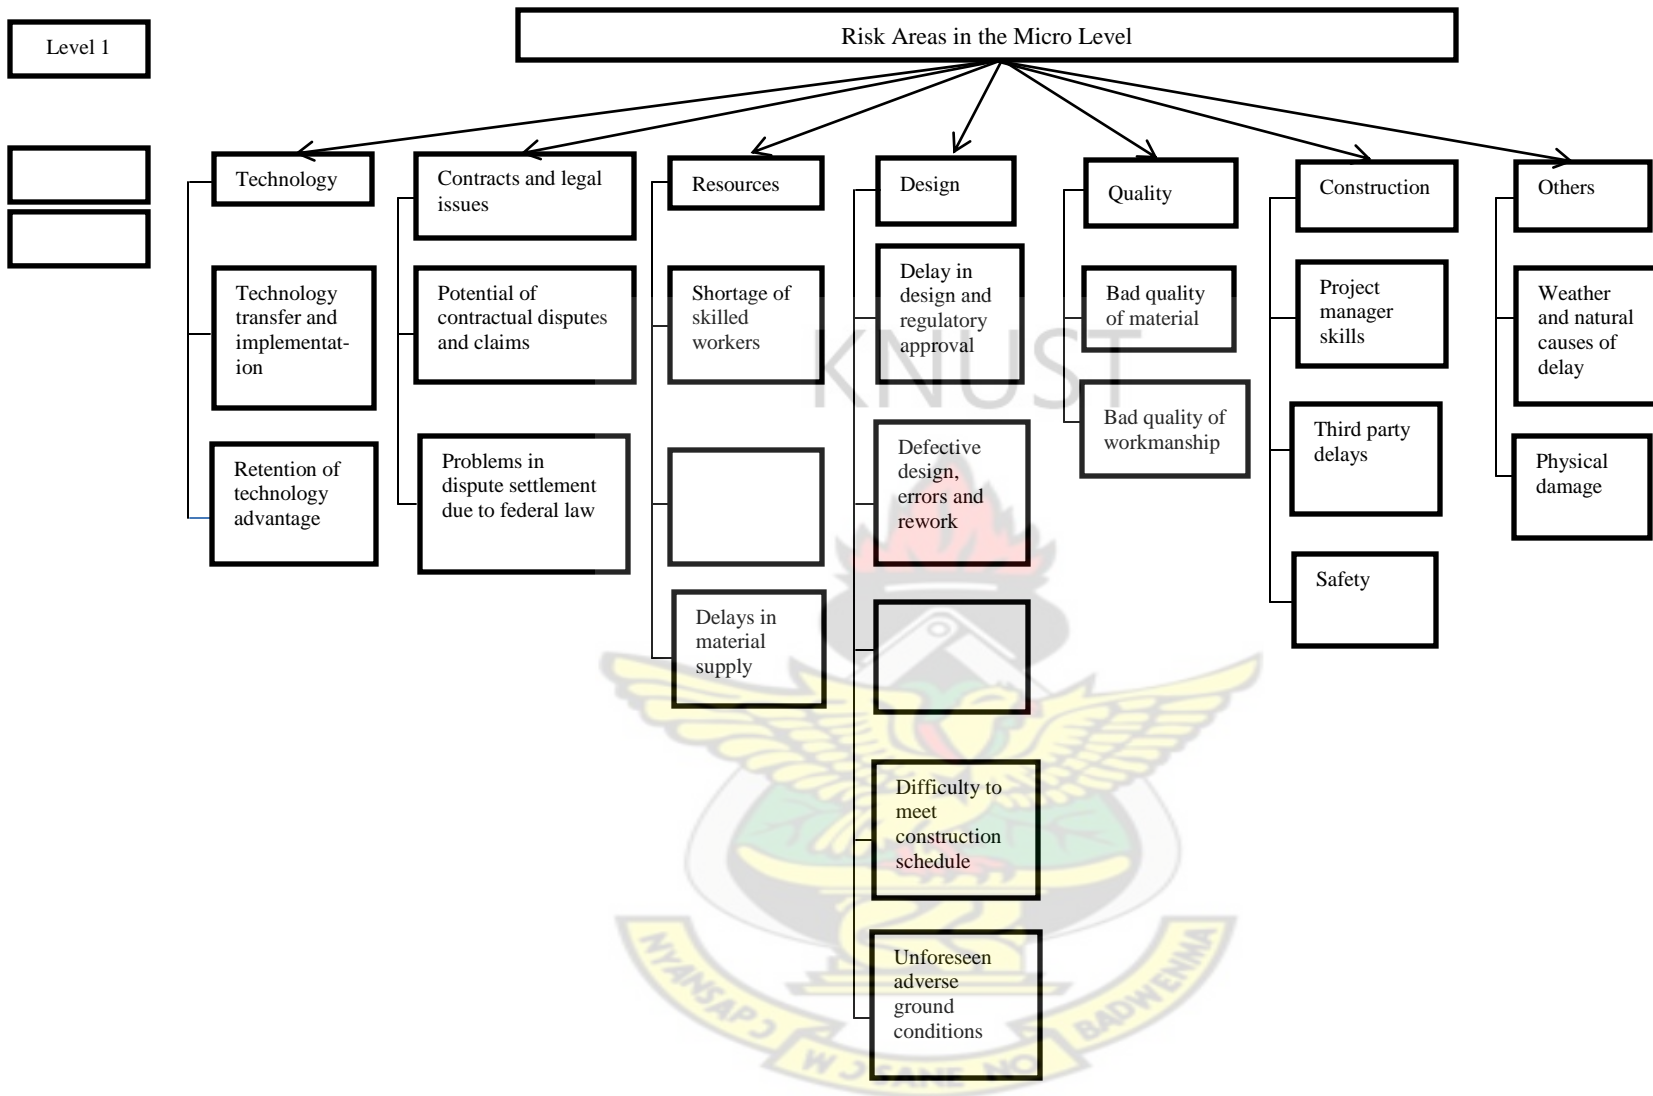 Level 1
Risk Areas in the Micro Level
Technology
Technology
transfer and
implementat-
ion
Retention of
technology
advantage
Contracts and legal
issues
Potential of
contractual disputes
and claims
Problems in
dispute settlement
due to federal law
Resources
Shortage of
skilled
workers
Delays in
material
supply
Design
Delay in
design and
regulatory
approval
Defective
design,
errors and
rework
Difficulty to
meet
construction
schedule
Unforeseen
adverse
ground
conditions
Quality
Bad quality
of material
Bad quality of
workmanship
Construction
Project
manager
skills
Third party
delays
Safety
Others
Weather
and natural
causes of
delay
Physical
damage
KNUST
NYANSAPƆ
WƆSANE NO
BADWENMA